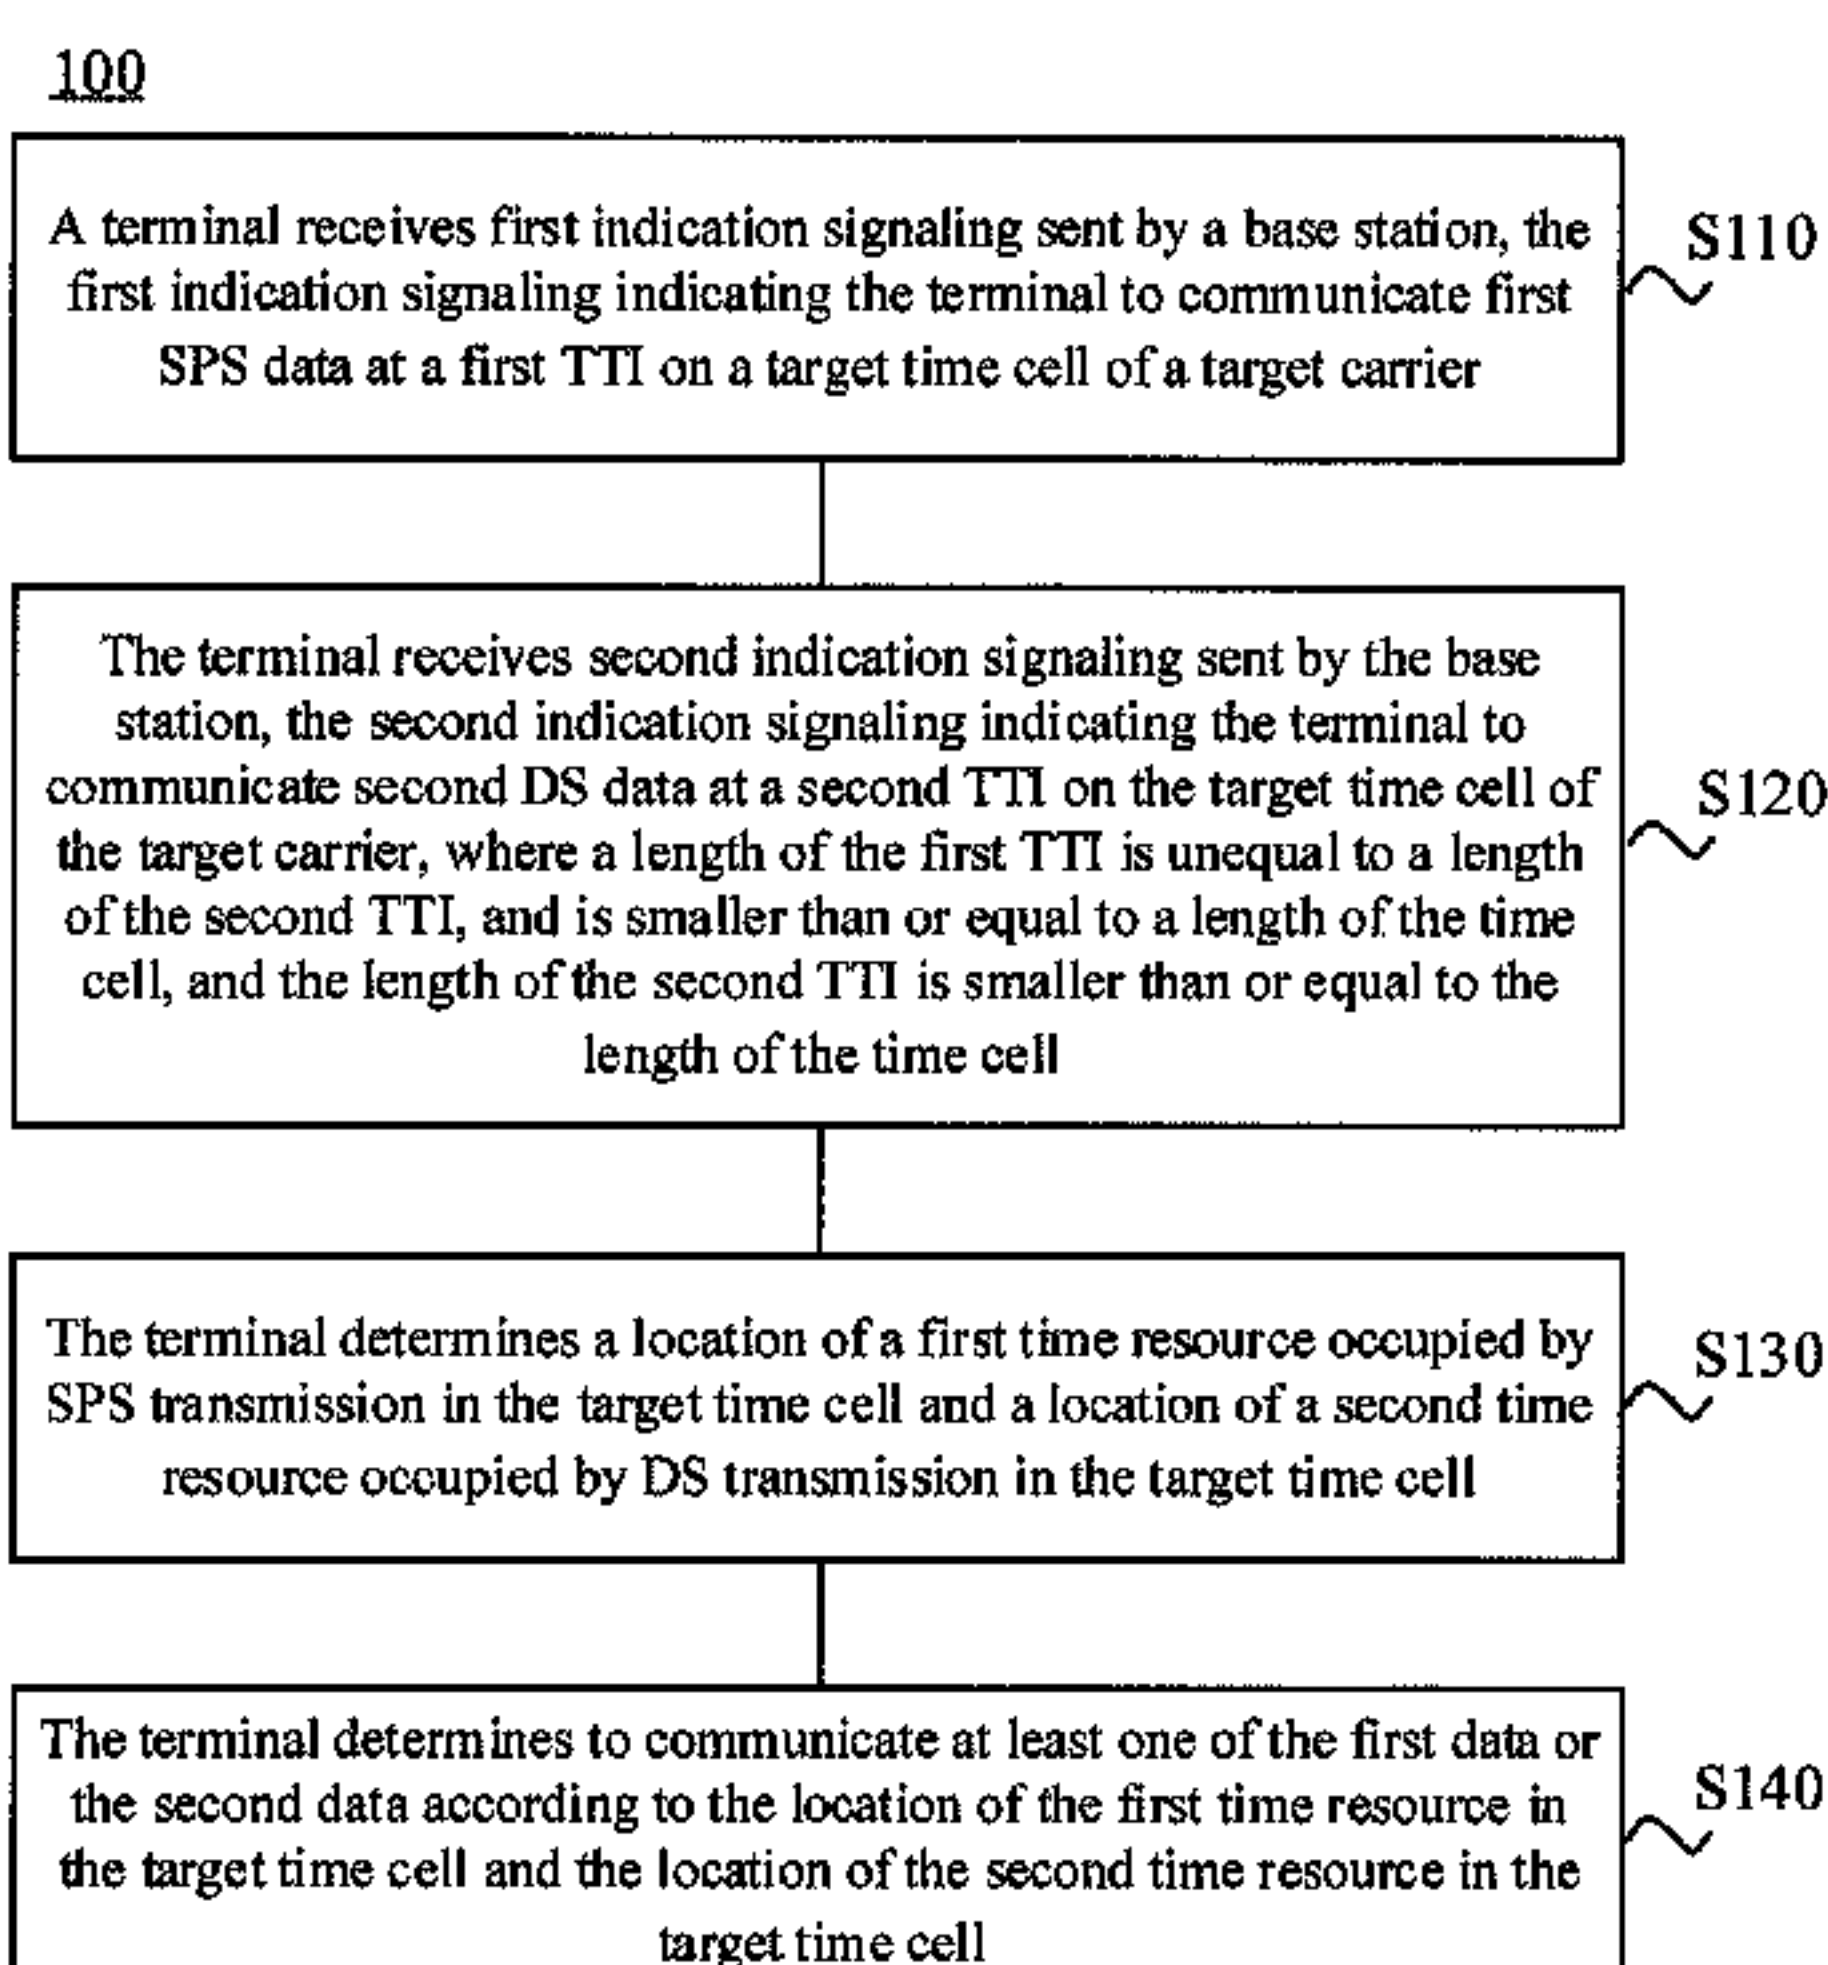 100
A terminal receives first indication signaling sent by a base station, the
first indication signaling indicating the terminal to communicate first
SPS data at a first TTI on a target time cell of a target carrier
S110
The terminal receives second indication signaling sent by the base
station, the second indication signaling indicating the terminal to
communicate second DS data at a second TTI on the target time cell of
the target carrier, where a length of the first TTI is unequal to a length
of the second TTI, and is smaller than or equal to a length of the time
cell, and the length of the second TTI is smaller than or equal to the
length of the time cell
S120
The terminal determines a location of a first time resource occupied by
SPS transmission in the target time cell and a location of a second time
resource occupied by DS transmission in the target time cell
S130
The terminal determines to communicate at least one of the first data or
the second data according to the location of the first time resource in
the target time cell and the location of the second time resource in the
target time cell
S140